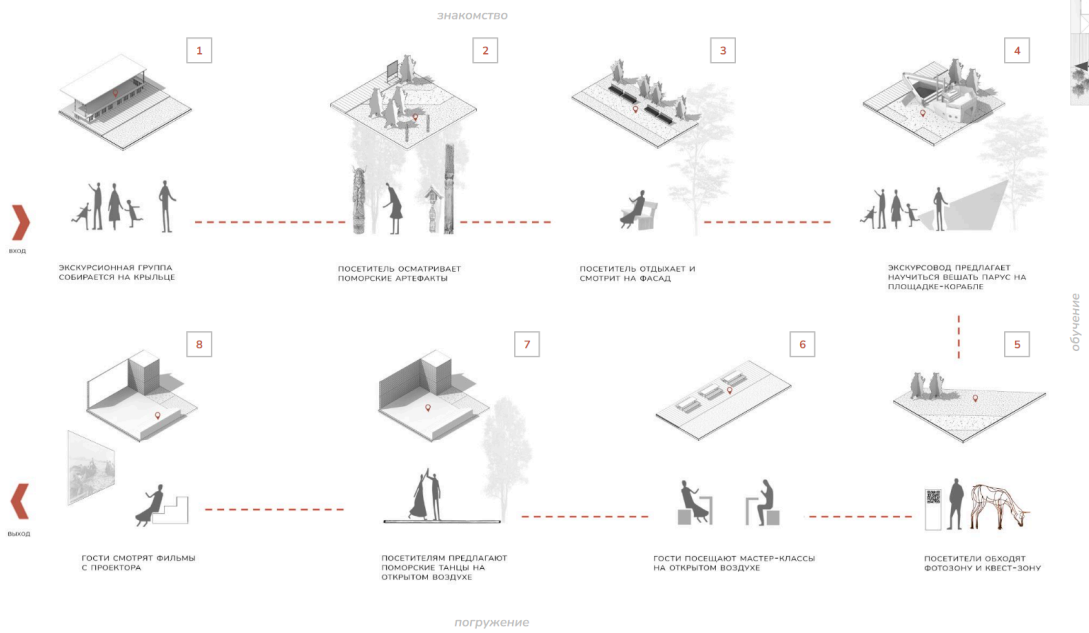 знакомство
1
2
3
4
ВХОД
ЭКСКУРСИОННАЯ ГРУППА
СОБИРАЕТСЯ НА КРЫЛЬЦЕ
ПОСЕТИТЕЛЬ ОСМАТРИВАЕТ
ПОМОРСКИЕ АРТЕФАКТЫ
ПОСЕТИТЕЛЬ ОТДЫХАЕТ И
СМОТРИТ НА ФАСАД
ЭКСКУРСОВОД ПРЕДЛАГАЕТ
НАУЧИТЬСЯ ВЕШАТЬ ПАРУС НА
ПЛОЩАДКЕ-КОРАБЛЕ
обучение
8
7
6
5
ВЫХОД
ГОСТИ СМОТРЯТ ФИЛЬМЫ
С ПРОЕКТОРА
ПОСЕТИТЕЛЯМ ПРЕДЛАГАЮТ
ПОМОРСКИЕ ТАНЦЫ НА
ОТКРЫТОМ ВОЗДУХЕ
ГОСТИ ПОСЕЩАЮТ МАСТЕР-КЛАССЫ
НА ОТКРЫТОМ ВОЗДУХЕ
ПОСЕТИТЕЛИ ОБХОДЯТ
ФОТОЗОНУ И КВЕСТ-ЗОНУ
погружение